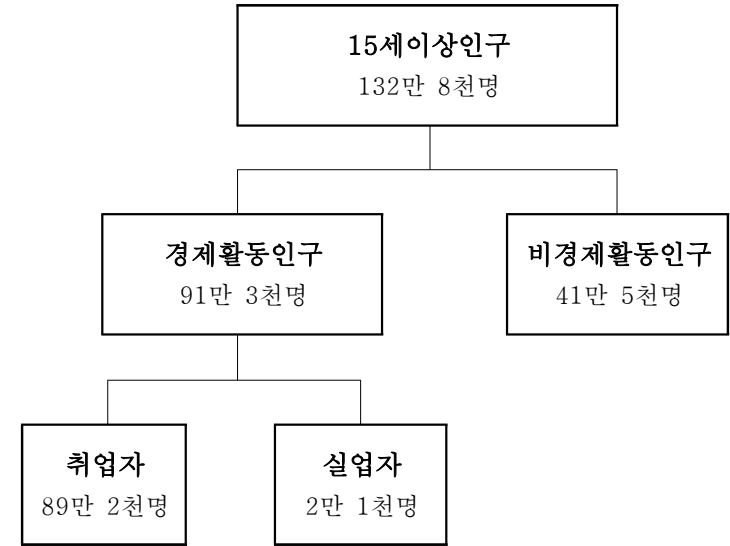 15세이상인구
132만 8천명
경제활동인구
91만 3천명
비경제활동인구
41만 5천명
취업자
89만 2천명
실업자
2만 1천명